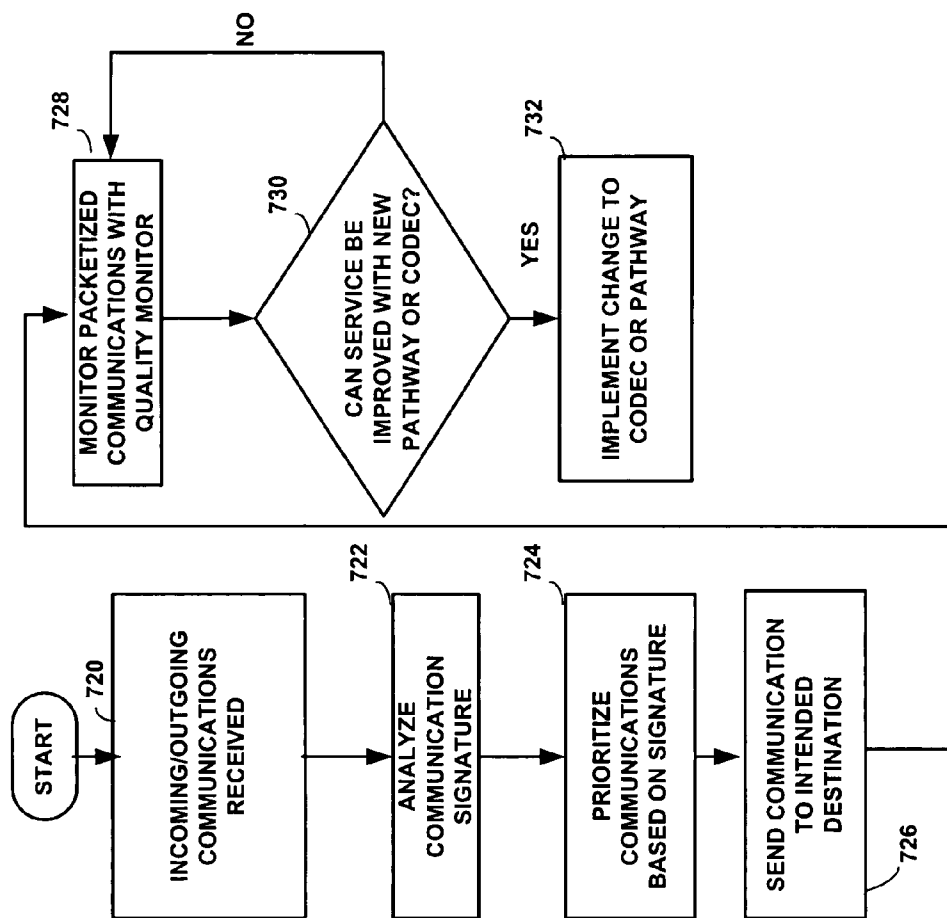 START
720
INCOMING/OUTGOING
COMMUNICATIONS
RECEIVED
722
ANALYZE
COMMUNICATION
SIGNATURE
724
PRIORITIZE
COMMUNICATIONS
BASED ON SIGNATURE
SEND COMMUNICATION
TO INTENDED
DESTINATION
726
728
MONITOR PACKETIZED
COMMUNICATIONS WITH
QUALITY MONITOR
NO
730
CAN SERVICE BE
IMPROVED WITH NEW
PATHWAY OR CODEC?
YES
732
IMPLEMENT CHANGE TO
CODEC OR PATHWAY